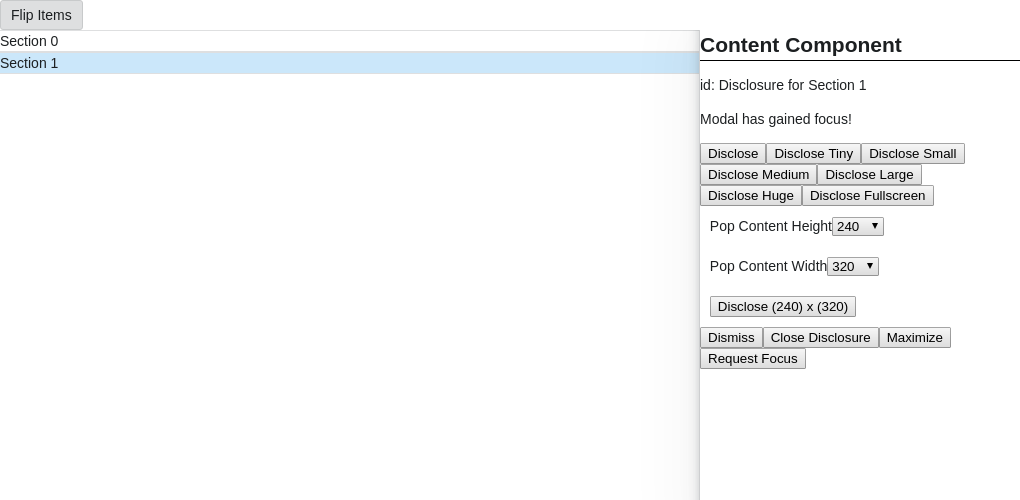 Flip Items
Section 0
Section 1
Content Component
id: Disclosure for Section 1
Modal has gained focus!
Disclose Disclose Tiny Disclose Small
Disclose Medium Disclose Large
Disclose Huge Disclose Fullscreen
Pop Content Height 240
Pop Content Width 320
Disclose (240) x (320)
Dismiss Close Disclosure Maximize
Request Focus